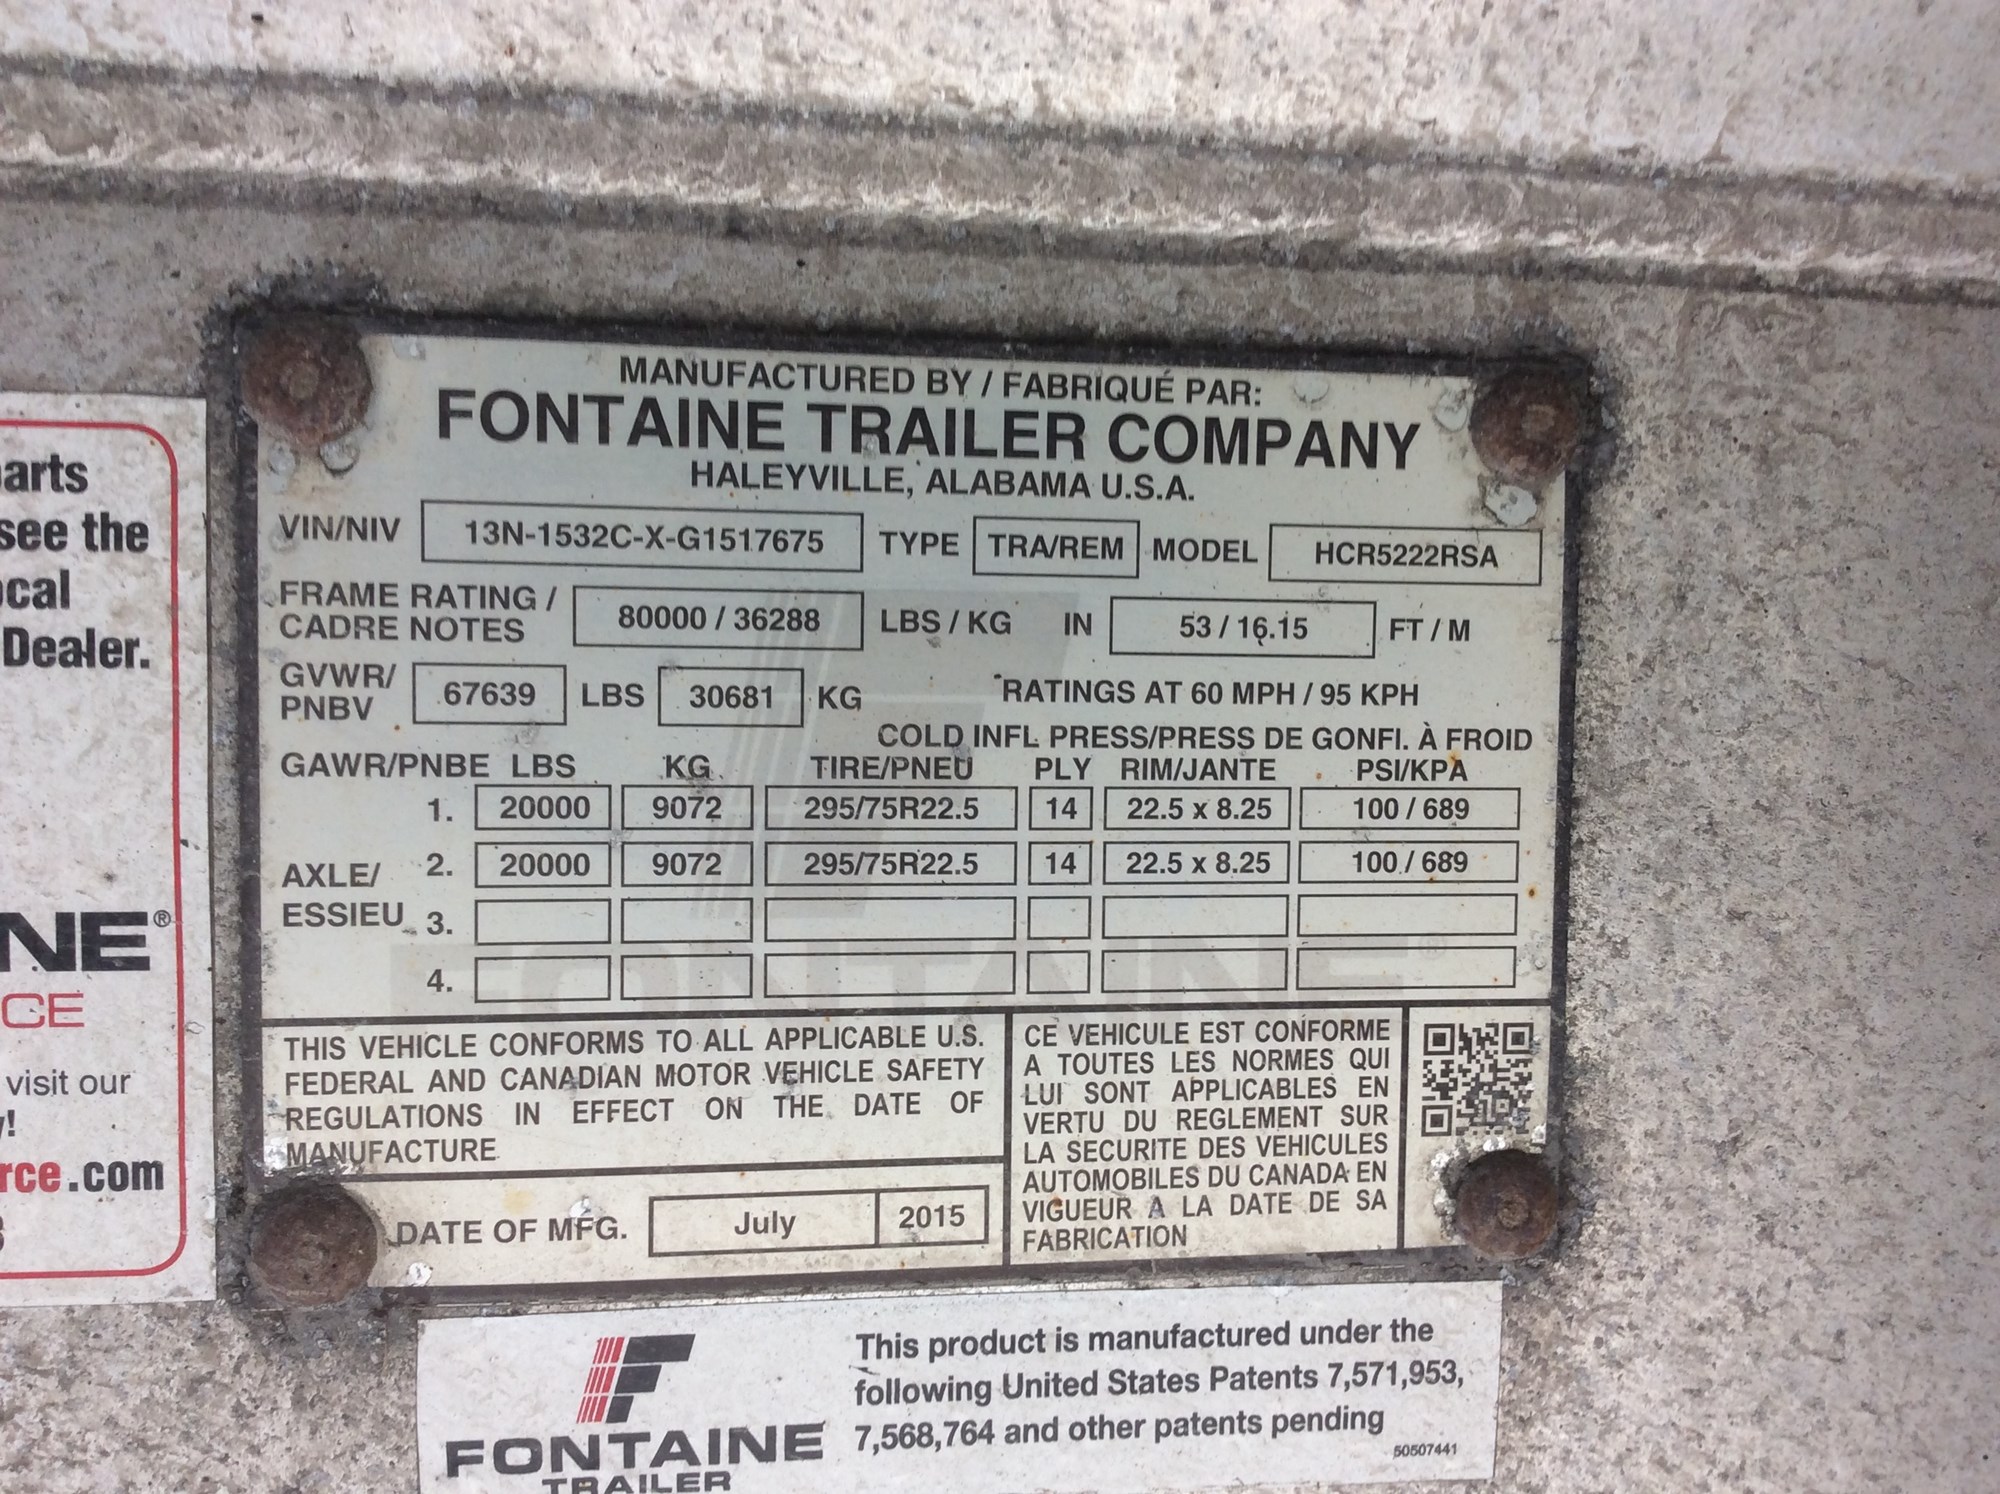 arts
see the
ocal
Dealer.
NE®
CE
visit our
y!
rce.com
MANUFACTURED BY / FABRIQUÉ PAR:
FONTAINE TRAILER COMPANY
HALEYVILLE, ALABAMA U.S.A.
VIN/NIV 13N-1532C-X-G1517675 TYPE TRA/REM MODEL HCR5222RSA
FRAME RATING / CADRE NOTES 80000 / 36288 LBS / KG IN 53 / 16.15 FT / M
GVWR/ PNBV 67639 LBS 30681 KG RATINGS AT 60 MPH / 95 KPH
COLD INFL PRESS/PRESS DE GONFI. À FROID
GAWR/PNBE LBS KG TIRE/PNEU PLY RIM/JANTE PSI/KPA
1. 20000 9072 295/75R22.5 14 22.5 x 8.25 100 / 689
AXLE/ 2. 20000 9072 295/75R22.5 14 22.5 x 8.25 100 / 689
ESSIEU 3.
4.
FONTAINE®
THIS VEHICLE CONFORMS TO ALL APPLICABLE U.S.
FEDERAL AND CANADIAN MOTOR VEHICLE SAFETY
REGULATIONS IN EFFECT ON THE DATE OF
MANUFACTURE
DATE OF MFG. July 2015
CE VEHICULE EST CONFORME
A TOUTES LES NORMES QUI
LUI SONT APPLICABLES EN
VERTU DU REGLEMENT SUR
LA SECURITE DES VEHICULES
AUTOMOBILES DU CANADA EN
VIGUEUR A LA DATE DE SA
FABRICATION
FONTAINE
TRAILER
This product is manufactured under the
following United States Patents 7,571,953,
7,568,764 and other patents pending
50507441